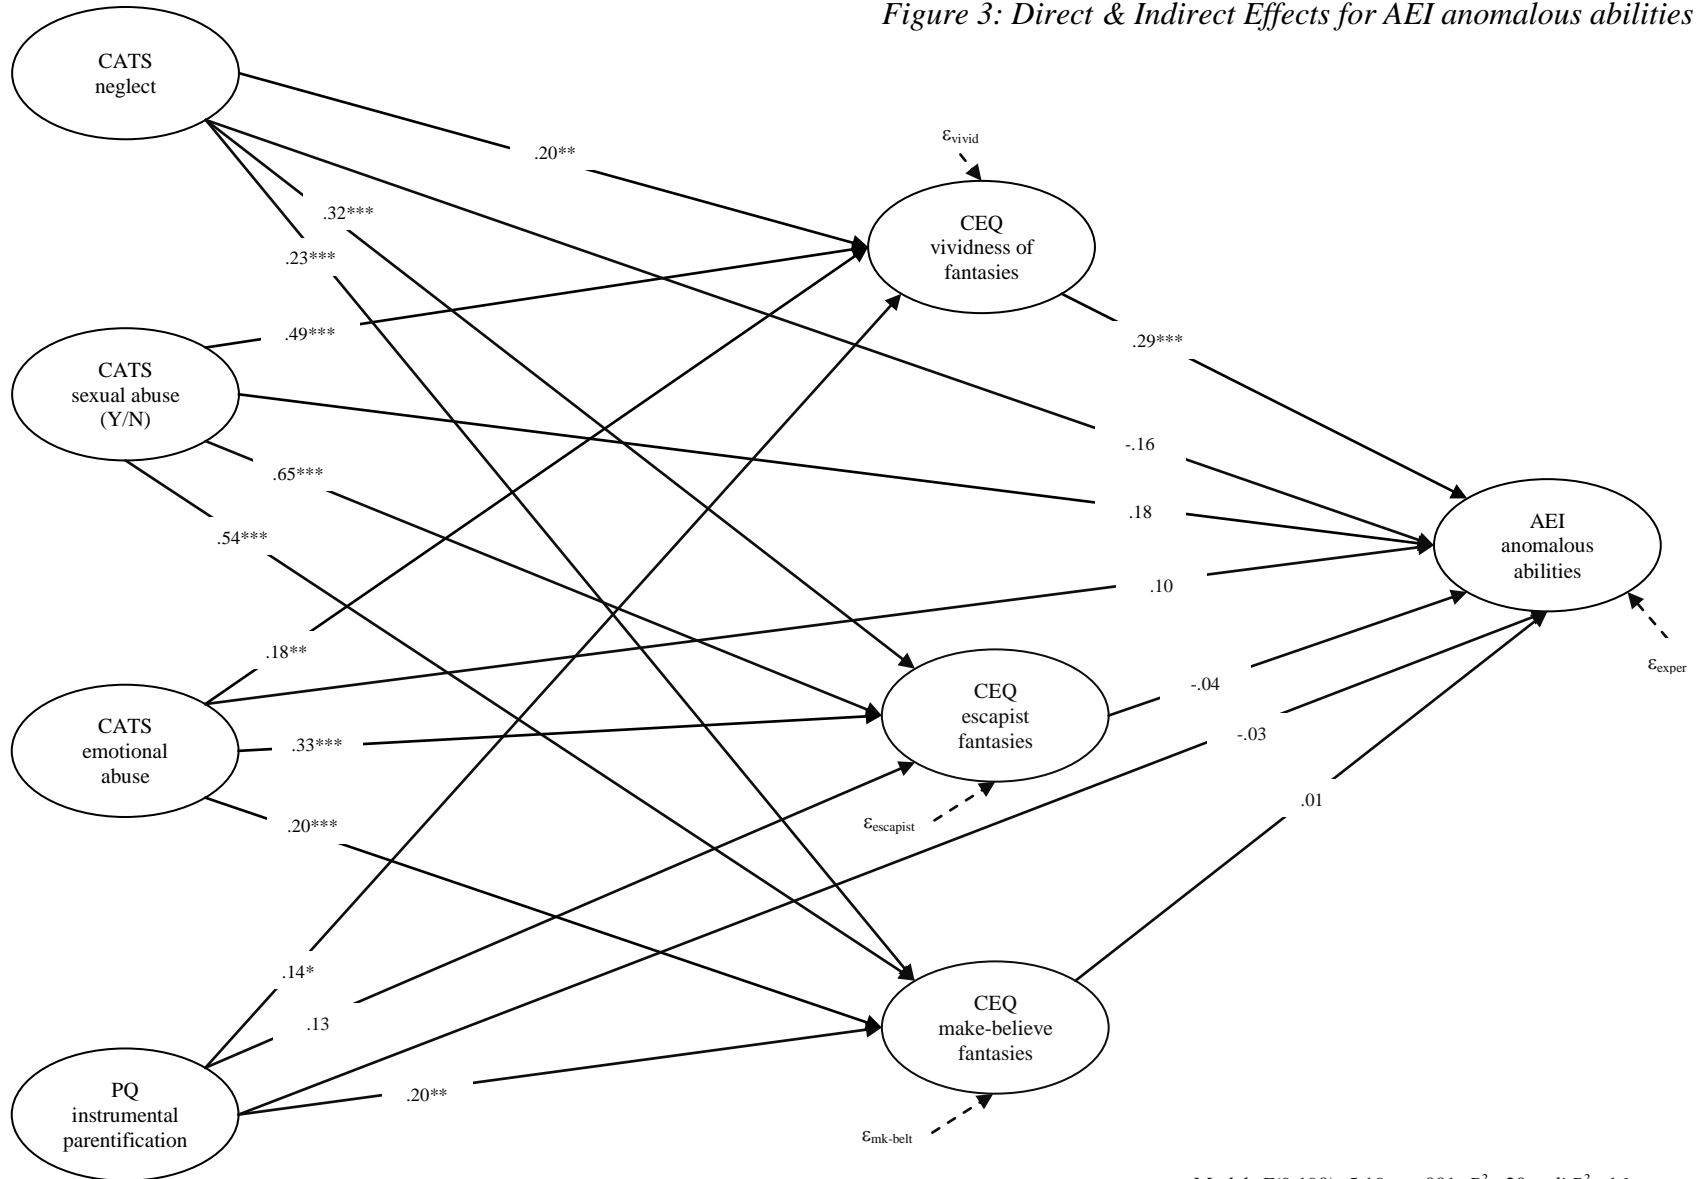 Figure 3: Direct & Indirect Effects for AEI anomalous abilities
CATS
neglect
εvivid
.20**
CEQ
vividness of
fantasies
.32***
.23***
.49***
.29***
CATS
sexual abuse
(Y/N)
-.16
.65***
.18
.54***
AEI
anomalous
abilities
.10
.18**
εexper
-.04
CEQ
escapist
fantasies
CATS
emotional
abuse
.33***
-.03
.01
.20***
εescapist
.14*
.13
CEQ
make-believe
fantasies
.20**
PQ
instrumental
parentification
εmk-belt